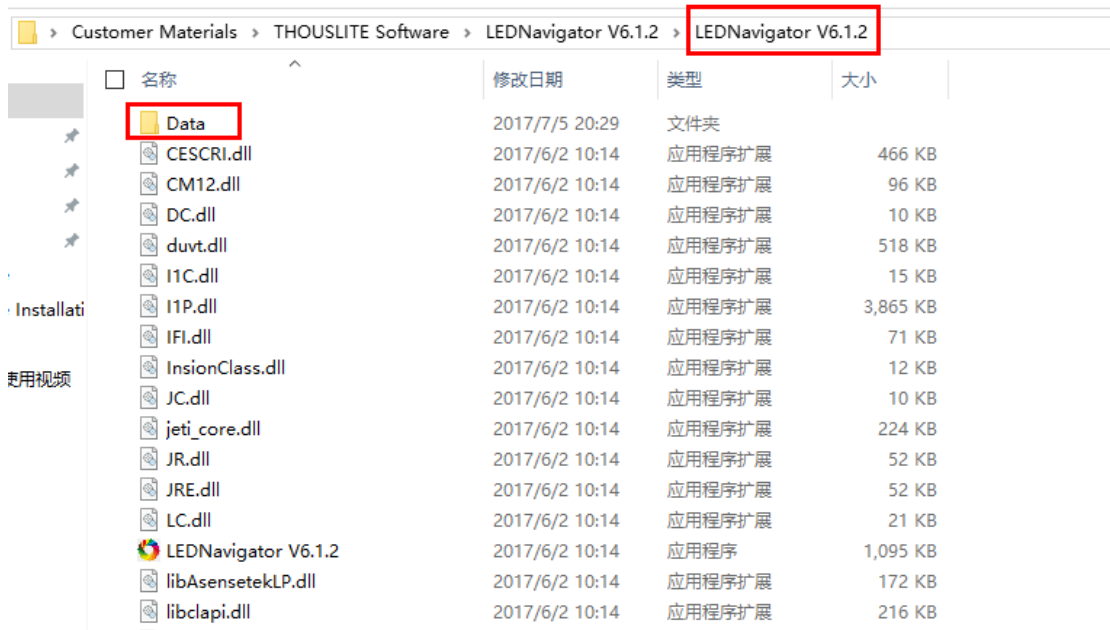 Customer Materials > THOUSLITE Software > LEDNavigator V6.1.2 > LEDNavigator V6.1.2
名称 修改日期 类型 大小
Data 2017/7/5 20:29 文件夹
CESCRI.dll 2017/6/2 10:14 应用程序扩展 466 KB
CM12.dll 2017/6/2 10:14 应用程序扩展 96 KB
DC.dll 2017/6/2 10:14 应用程序扩展 10 KB
duvt.dll 2017/6/2 10:14 应用程序扩展 518 KB
I1C.dll 2017/6/2 10:14 应用程序扩展 15 KB
Installati
I1P.dll 2017/6/2 10:14 应用程序扩展 3,865 KB
IFI.dll 2017/6/2 10:14 应用程序扩展 71 KB
InsionClass.dll 2017/6/2 10:14 应用程序扩展 12 KB
使用视频
JC.dll 2017/6/2 10:14 应用程序扩展 10 KB
jeti_core.dll 2017/6/2 10:14 应用程序扩展 224 KB
JR.dll 2017/6/2 10:14 应用程序扩展 52 KB
JRE.dll 2017/6/2 10:14 应用程序扩展 52 KB
LC.dll 2017/6/2 10:14 应用程序扩展 21 KB
LEDNavigator V6.1.2 2017/6/2 10:14 应用程序 1,095 KB
libAsensetekLP.dll 2017/6/2 10:14 应用程序扩展 172 KB
libclapi.dll 2017/6/2 10:14 应用程序扩展 216 KB